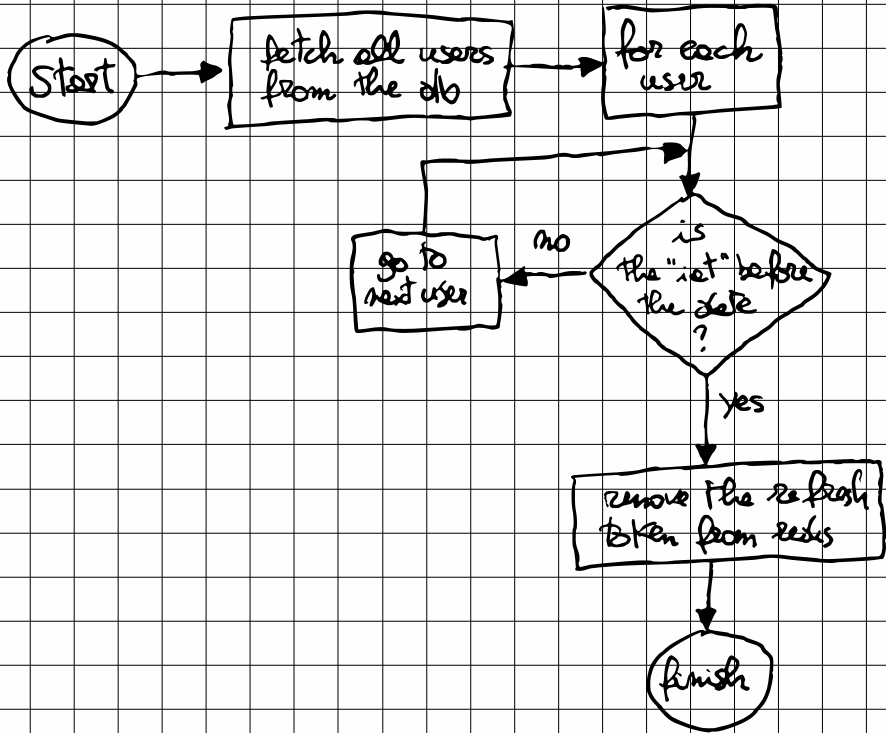 Start
fetch all users
from the db
for each
user
is
the "iat" before
the date
?
no
go to
next user
yes
remove the refresh
token from redis
finish